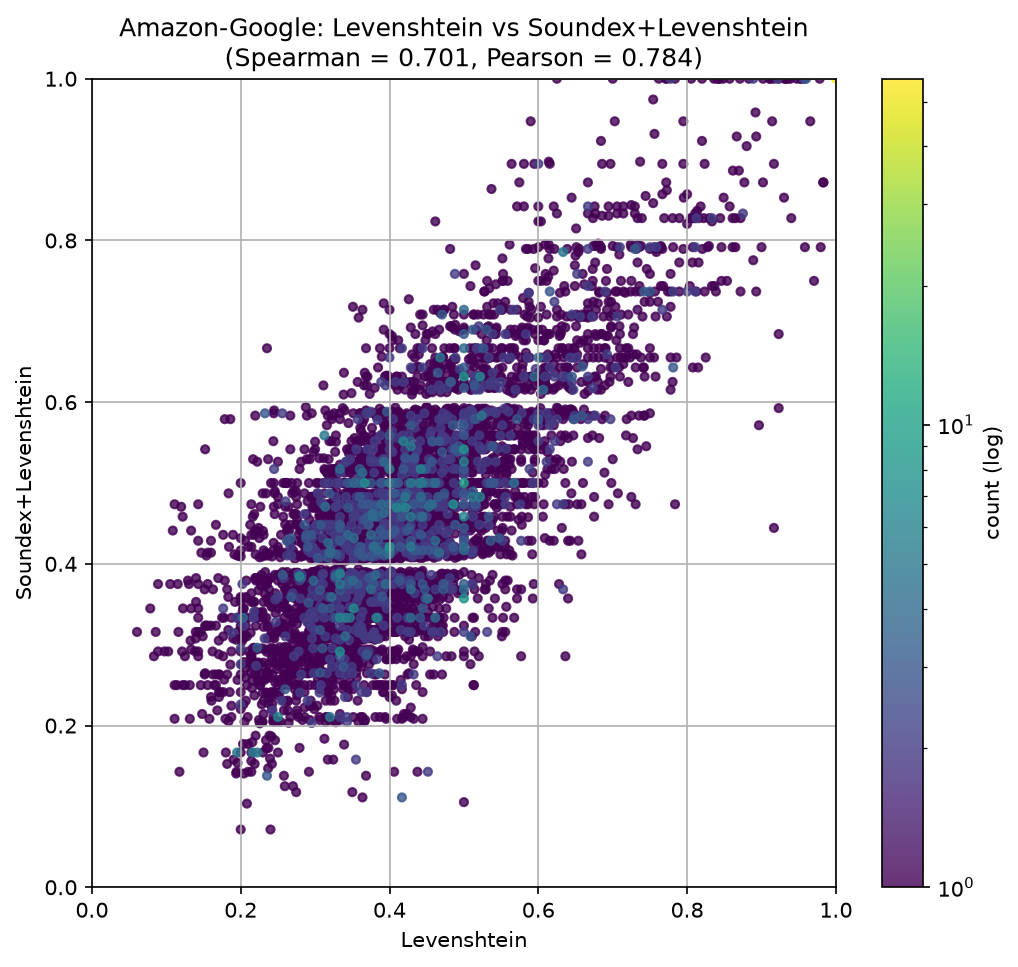 Amazon-Google: Levenshtein vs Soundex+Levenshtein
(Spearman = 0.701, Pearson = 0.784)
1.0
0.8
0.6
0.4
0.2
0.0
Soundex+Levenshtein
0.0 0.2 0.4 0.6 0.8 1.0
Levenshtein
10¹
10⁰
count (log)